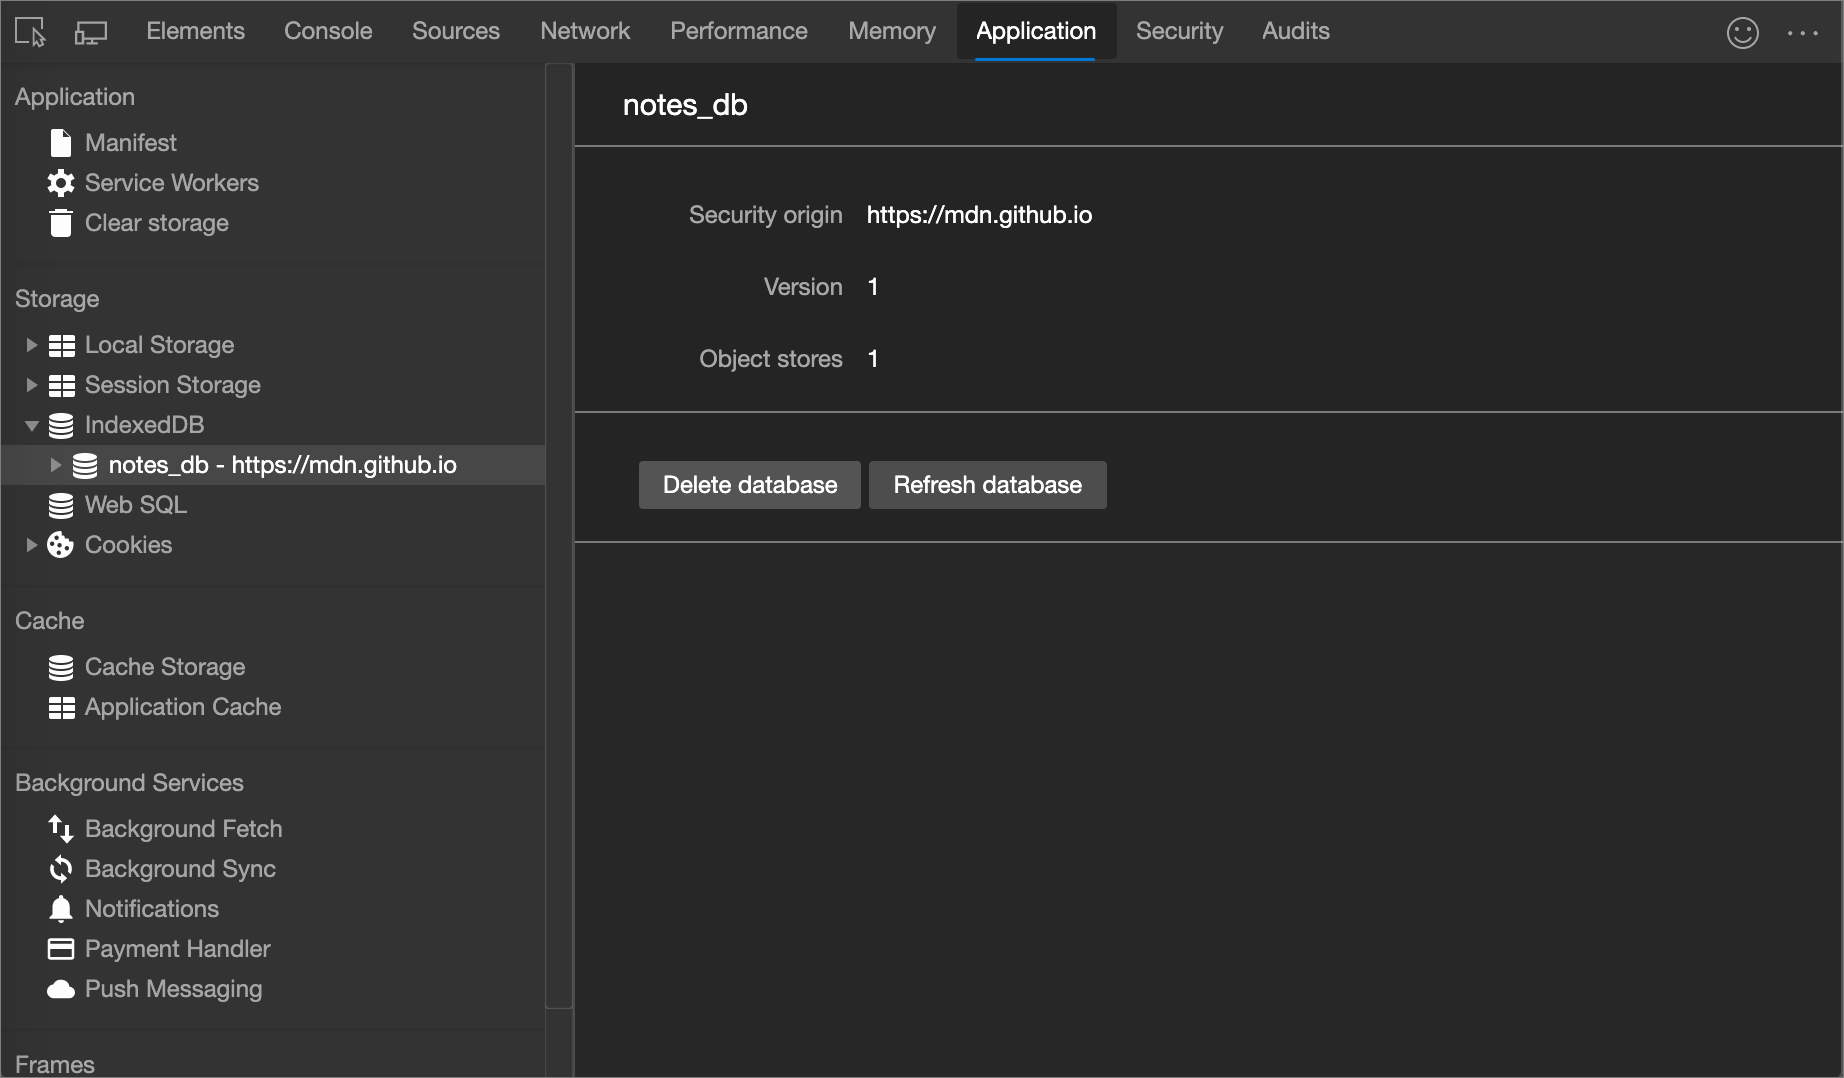 Elements Console Sources Network Performance Memory Application Security Audits
Application
Manifest
Service Workers
Clear storage
Storage
Local Storage
Session Storage
IndexedDB
notes_db - https://mdn.github.io
Web SQL
Cookies
Cache
Cache Storage
Application Cache
Background Services
Background Fetch
Background Sync
Notifications
Payment Handler
Push Messaging
Frames
notes_db
Security origin https://mdn.github.io
Version 1
Object stores 1
Delete database Refresh database